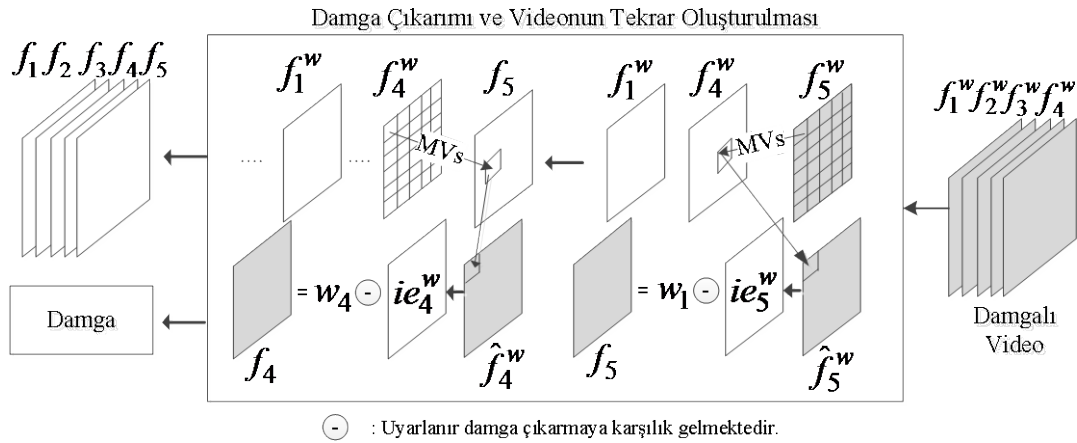 Damga Çıkarımı ve Videonun Tekrar Oluşturulması
f₁ f₂ f₃ f₄ f₅
f₁ʷ f₄ʷ f₅ f₁ʷ f₄ʷ f₅ʷ
f₁ʷ f₂ʷ f₃ʷ f₄ʷ
MVs MVs
.... ....
= w₄ - ie₄ʷ = w₁ - ie₅ʷ
Damga
f₄ f̂₄ʷ f₅ f̂₅ʷ
Damgalı
Video
- : Uyarlanır damga çıkarmaya karşılık gelmektedir.